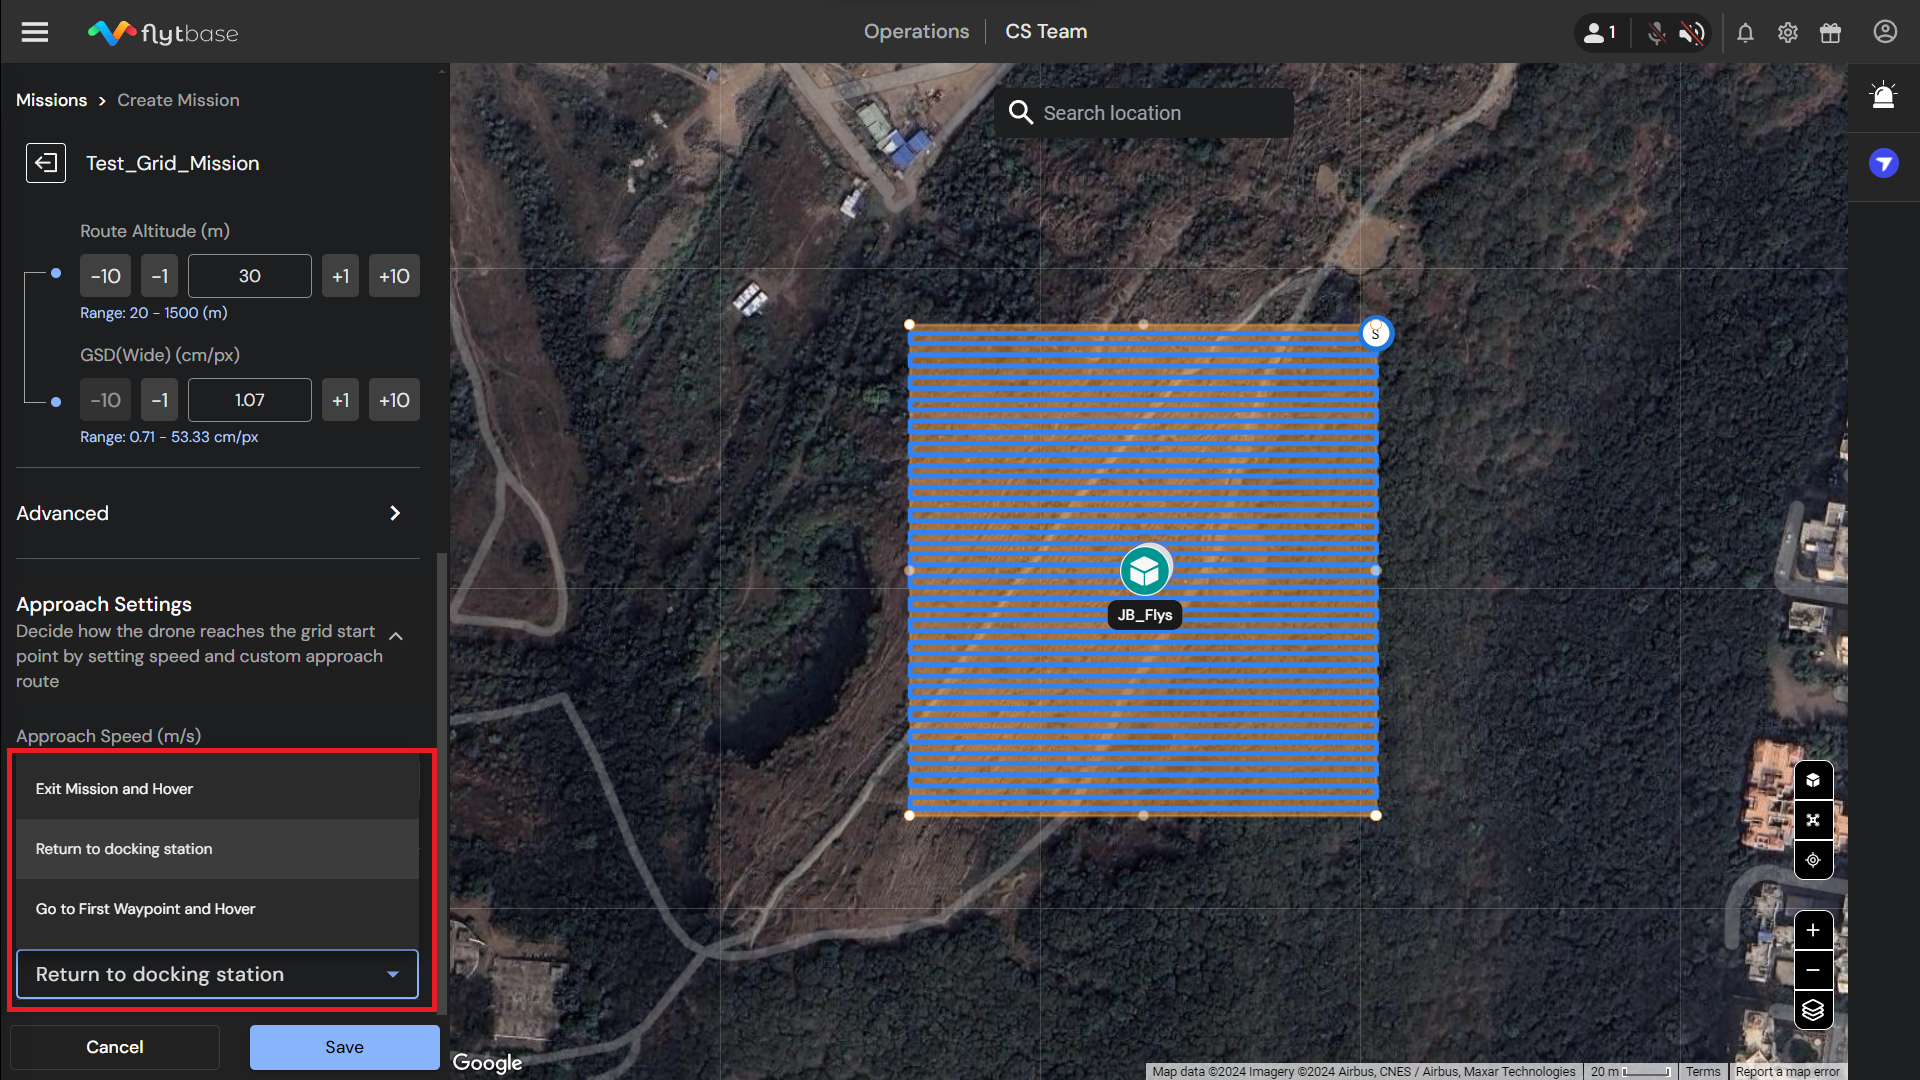 flytbase
Operations
CS Team
1
Missions > Create Mission
Test_Grid_Mission
Route Altitude (m)
-10
-1
30
+1
+10
Range: 20 - 1500 (m)
GSD(Wide) (cm/px)
-10
-1
1.07
+1
+10
Range: 0.71 - 53.33 cm/px
Advanced
Approach Settings
Decide how the drone reaches the grid start
point by setting speed and custom approach
route
Approach Speed (m/s)
Exit Mission and Hover
Return to docking station
Go to First Waypoint and Hover
Return to docking station
Cancel
Save
Search location
S
JB_Flys
Google
Map data ©2024 Imagery ©2024 Airbus, CNES / Airbus, Maxar Technologies
20 m
Terms
Report a map error